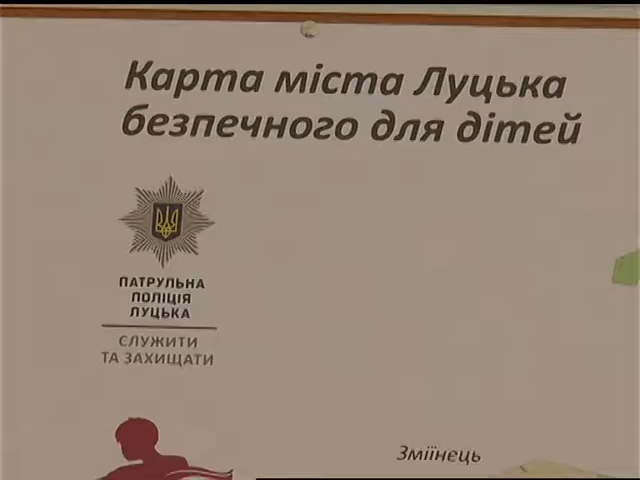 Карта міста Луцька
безпечного для дітей
ПАТРУЛЬНА
ПОЛІЦІЯ
ЛУЦЬКА
СЛУЖИТИ
ТА ЗАХИЩАТИ
Зміїнець